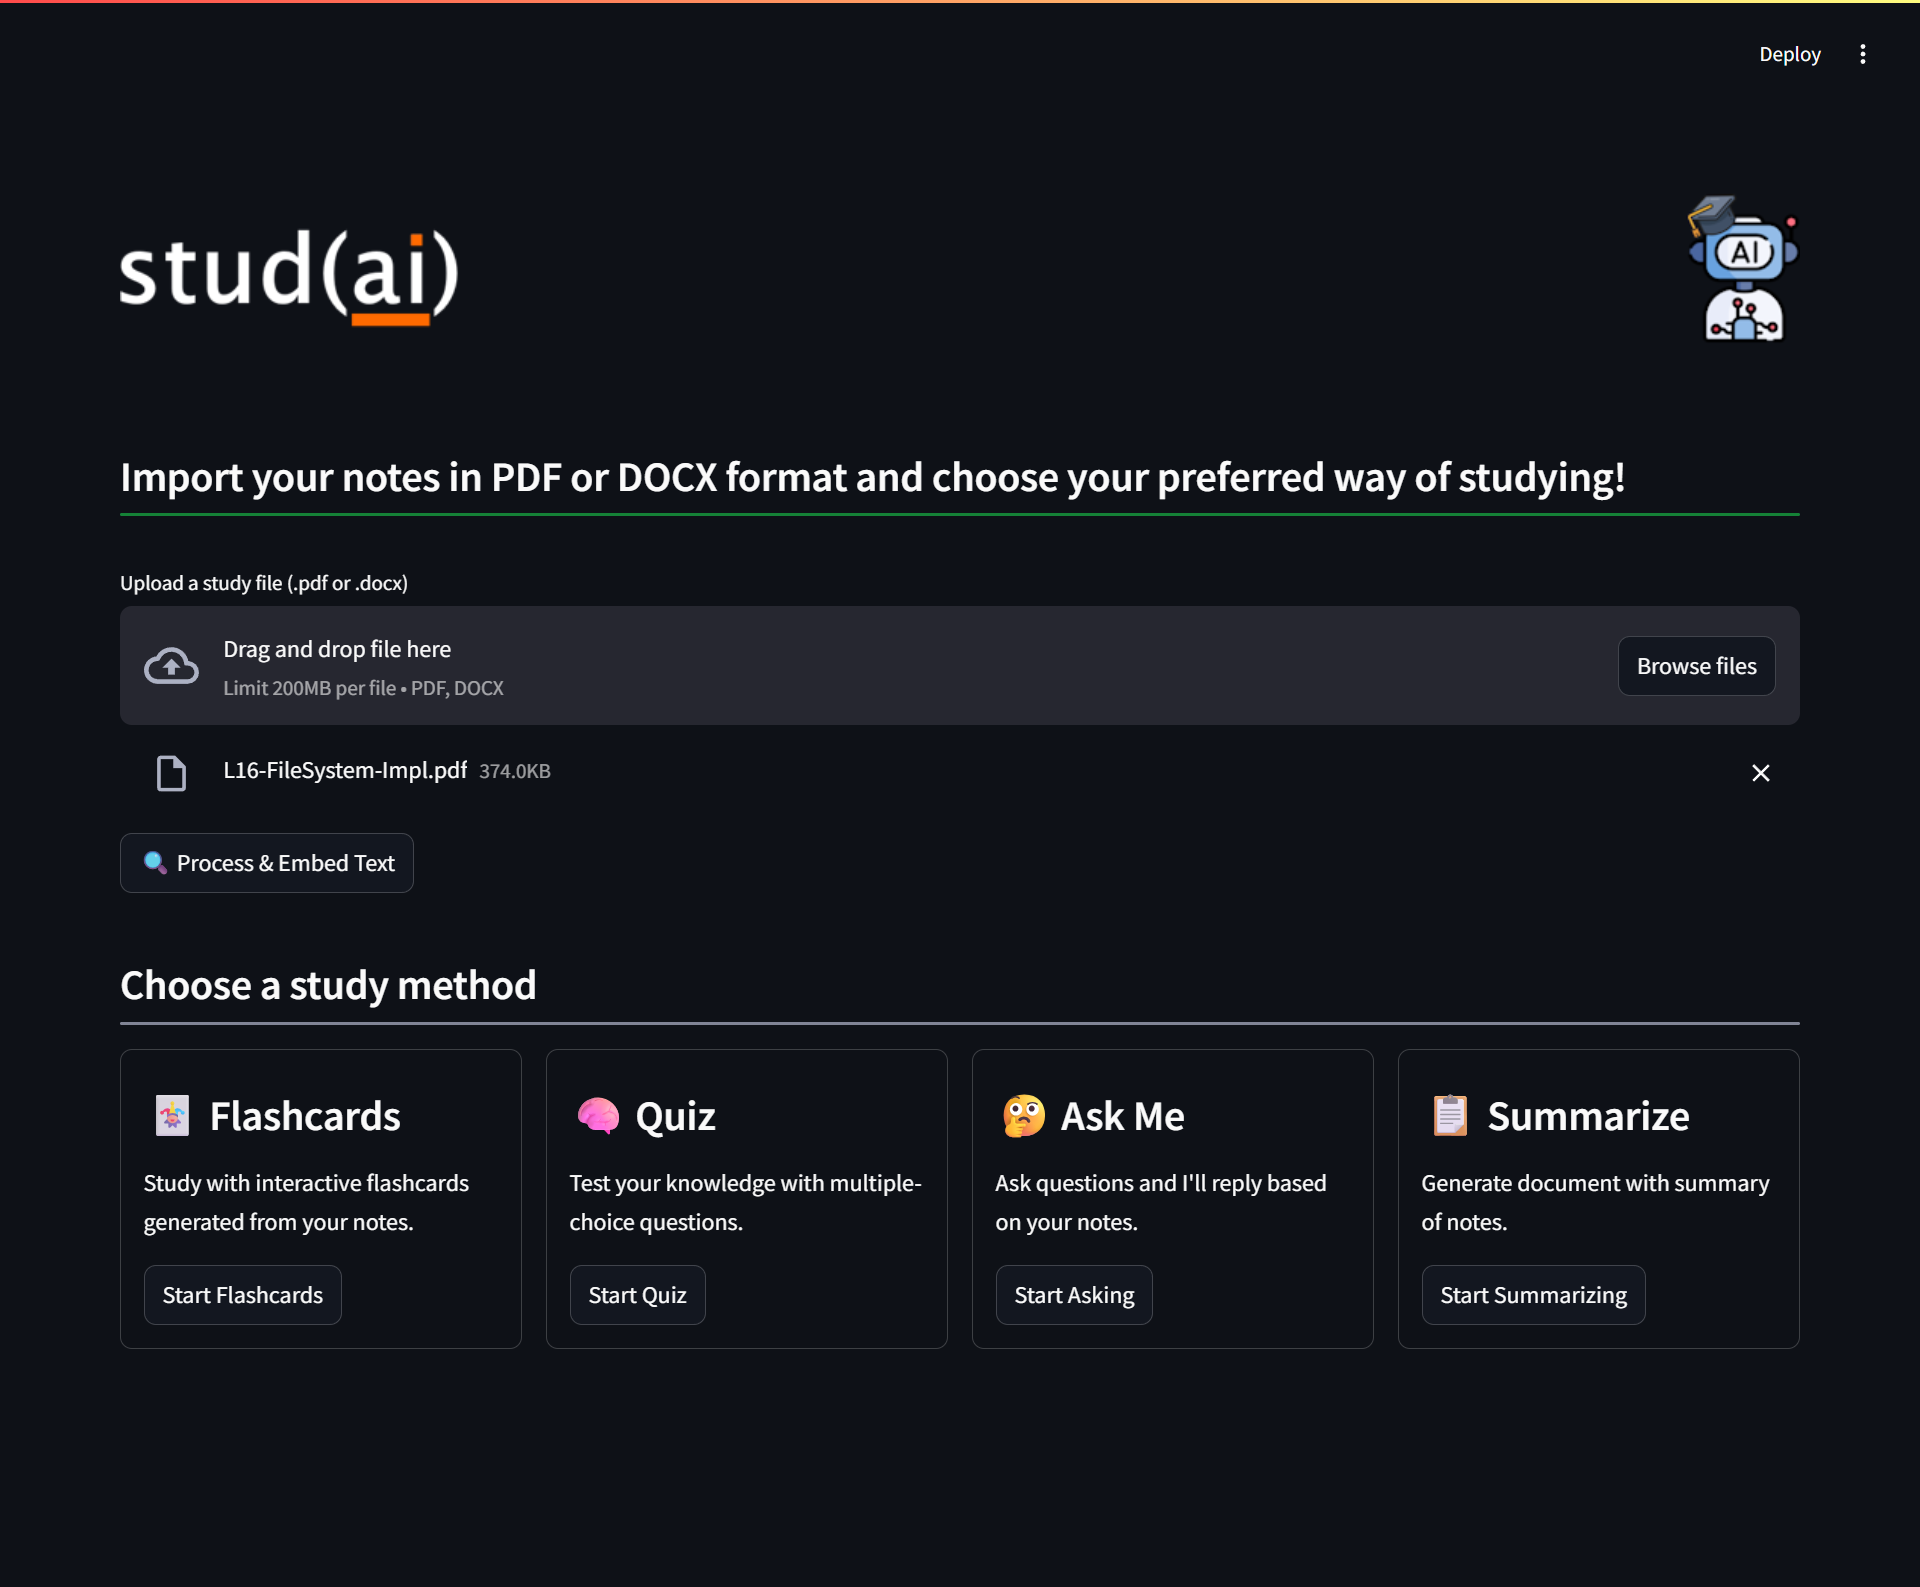 Deploy
stud(ai)
AI
Import your notes in PDF or DOCX format and choose your preferred way of studying!
Upload a study file (.pdf or .docx)
Drag and drop file here
Limit 200MB per file • PDF, DOCX
Browse files
L16-FileSystem-Impl.pdf 374.0KB
Process & Embed Text
Choose a study method
Flashcards
Study with interactive flashcards
generated from your notes.
Start Flashcards
Quiz
Test your knowledge with multiple-
choice questions.
Start Quiz
Ask Me
Ask questions and I'll reply based
on your notes.
Start Asking
Summarize
Generate document with summary
of notes.
Start Summarizing